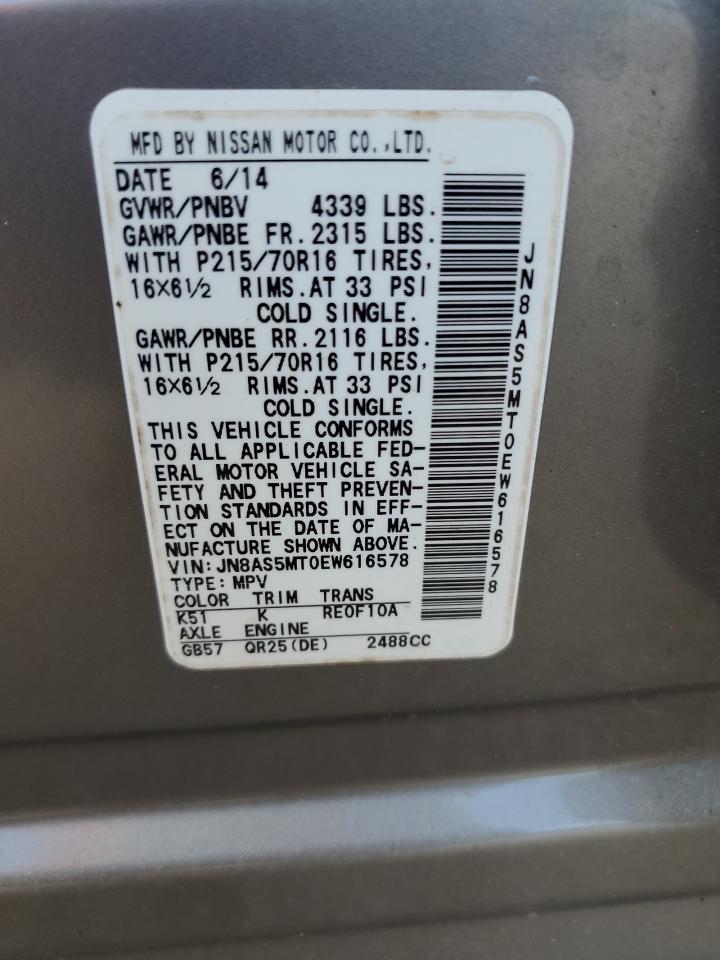 MFD BY NISSAN MOTOR CO.,LTD.
DATE 6/14
GVWR/PNBV 4339 LBS.
GAWR/PNBE FR. 2315 LBS.
WITH P215/70R16 TIRES,
16X6½ RIMS. AT 33 PSI
COLD SINGLE.
GAWR/PNBE RR. 2116 LBS.
WITH P215/70R16 TIRES,
16X6½ RIMS. AT 33 PSI
COLD SINGLE.
THIS VEHICLE CONFORMS
TO ALL APPLICABLE FED-
ERAL MOTOR VEHICLE SA-
FETY AND THEFT PREVEN-
TION STANDARDS IN EFF-
ECT ON THE DATE OF MA-
NUFACTURE SHOWN ABOVE.
VIN: JN8AS5MT0EW616578
TYPE: MPV
COLOR TRIM TRANS
K51 K RE0F10A
AXLE ENGINE
GB57 QR25(DE) 2488CC
JN8AS5MT0EW616578